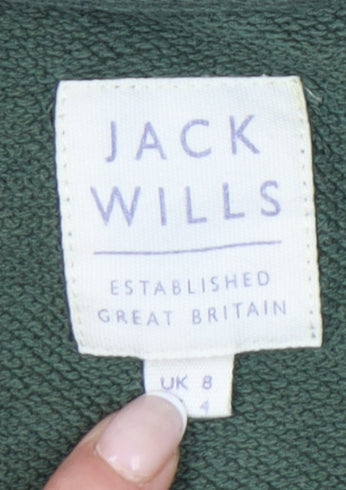 JACK
WILLS
ESTABLISHED
GREAT BRITAIN
UK 8
4